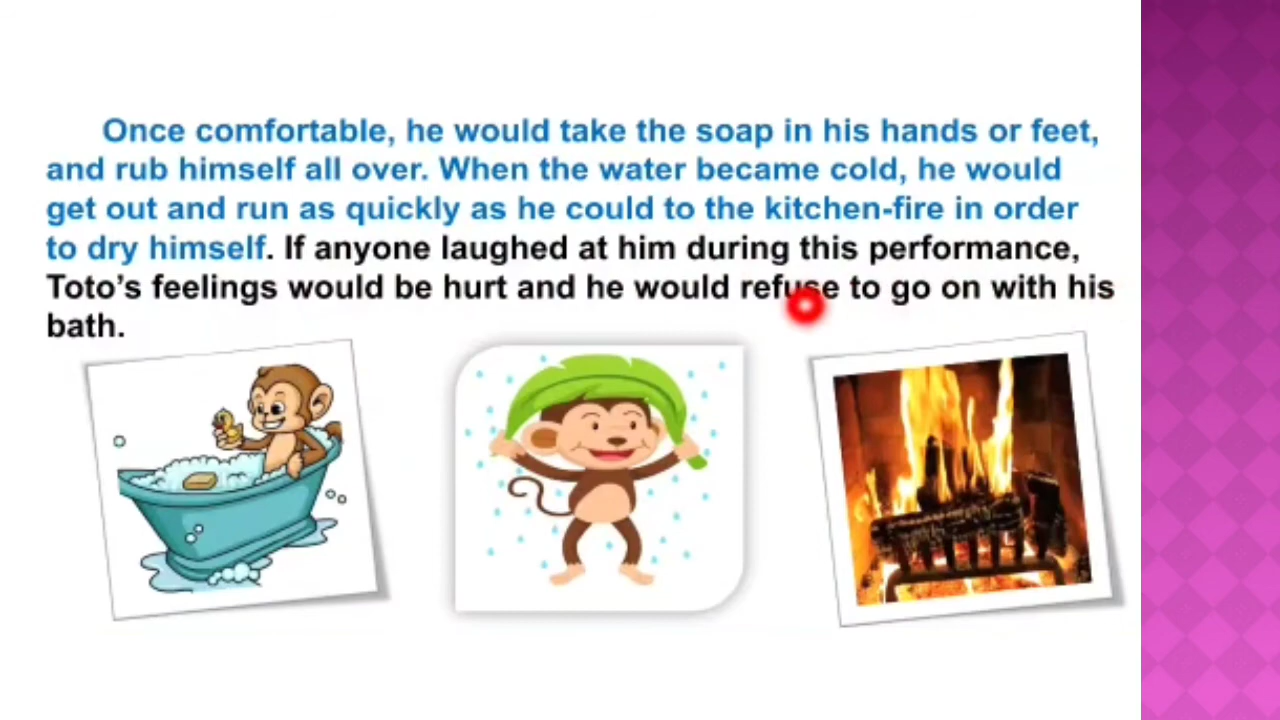 Once comfortable, he would take the soap in his hands or feet,
and rub himself all over. When the water became cold, he would
get out and run as quickly as he could to the kitchen-fire in order
to dry himself. If anyone laughed at him during this performance,
Toto’s feelings would be hurt and he would refuse to go on with his
bath.